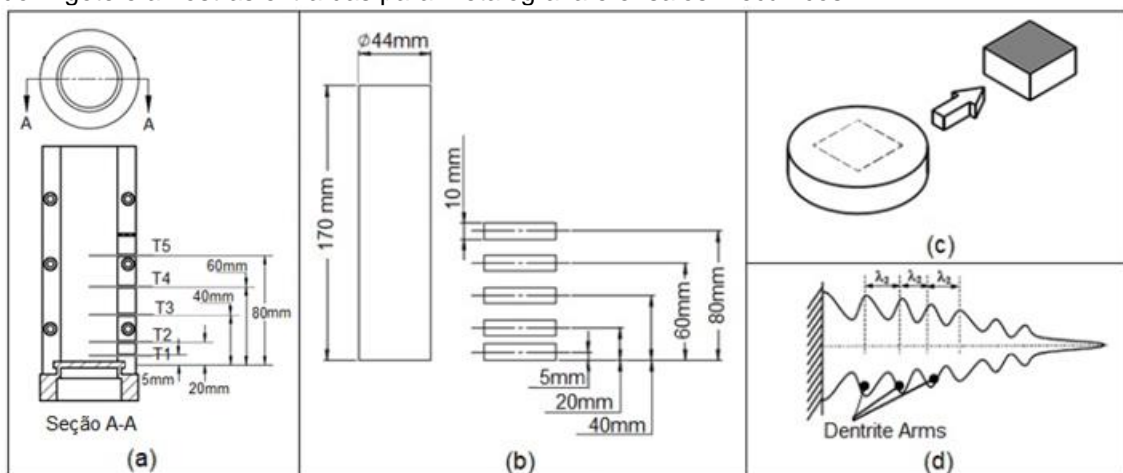 A
A
T5
60mm
T4
40mm
T3
80mm
T2
T1
5mm
20mm
Seção A-A
(a)
Ø44mm
170 mm
10 mm
5mm
20mm
40mm
60mm
80mm
(b)
(c)
λ₂ λ₂ λ₂
Dentrite Arms
(d)